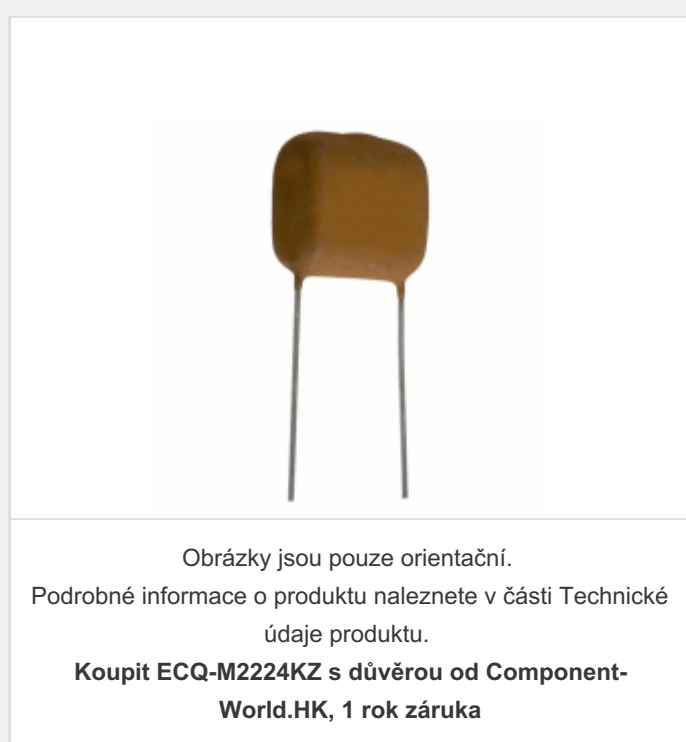 Obrázky jsou pouze orientační.
Podrobné informace o produktu naleznete v části Technické
údaje produktu.
Koupit ECQ-M2224KZ s důvěrou od Component-
World.HK, 1 rok záruka